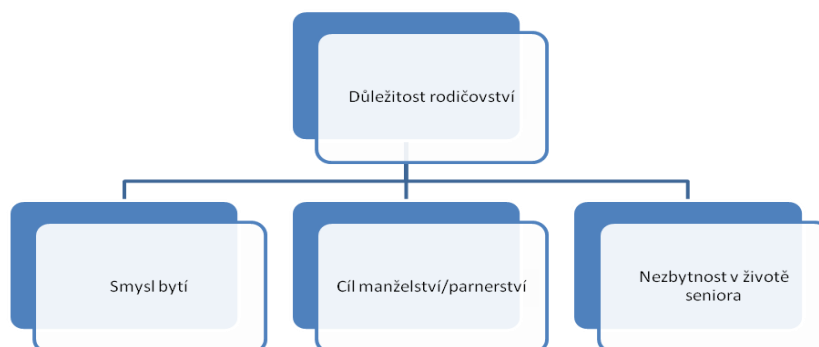 Důležitost rodičovství
Smysl bytí
Cíl manželství/parnerství
Nezbytnost v životě
seniora